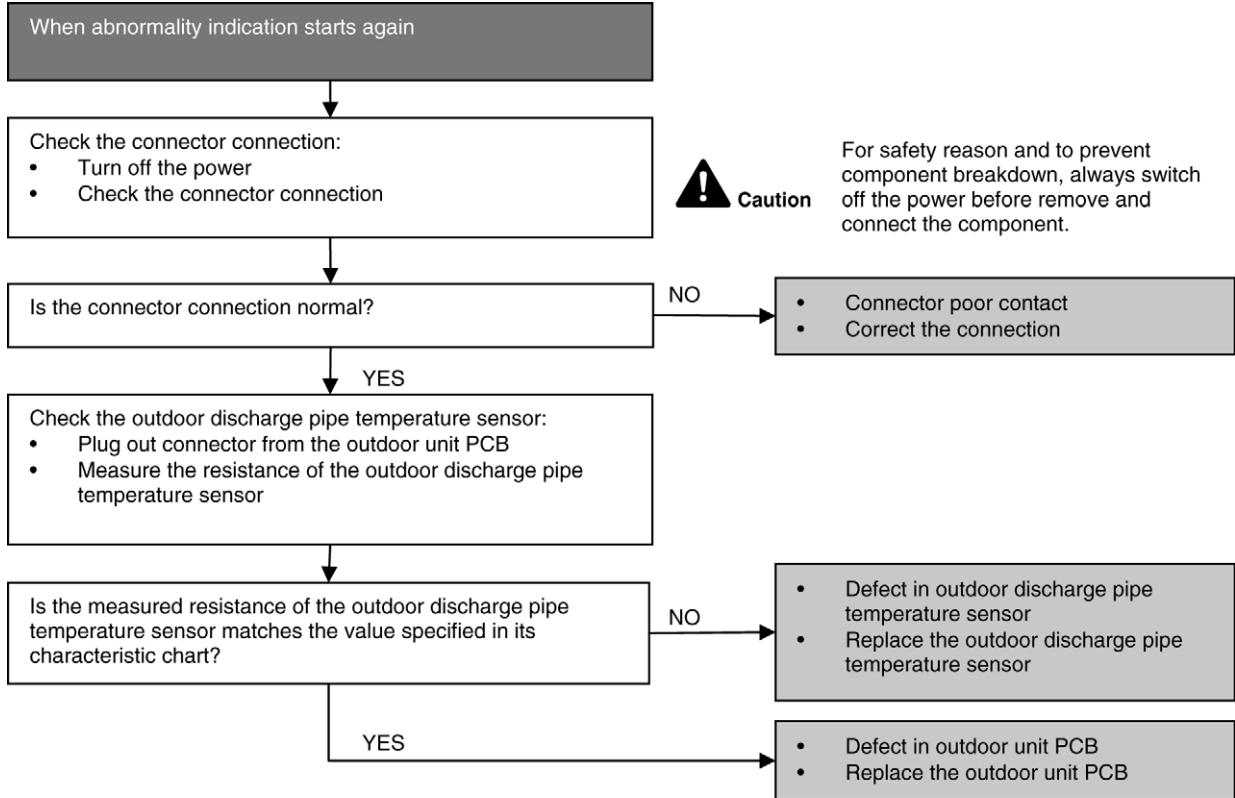 When abnormality indication starts again
Check the connector connection:
• Turn off the power
• Check the connector connection
Caution
For safety reason and to prevent
component breakdown, always switch
off the power before remove and
connect the component.
Is the connector connection normal?
NO
• Connector poor contact
• Correct the connection
YES
Check the outdoor discharge pipe temperature sensor:
• Plug out connector from the outdoor unit PCB
• Measure the resistance of the outdoor discharge pipe
temperature sensor
Is the measured resistance of the outdoor discharge pipe
temperature sensor matches the value specified in its
characteristic chart?
NO
• Defect in outdoor discharge pipe
temperature sensor
• Replace the outdoor discharge pipe
temperature sensor
YES
• Defect in outdoor unit PCB
• Replace the outdoor unit PCB